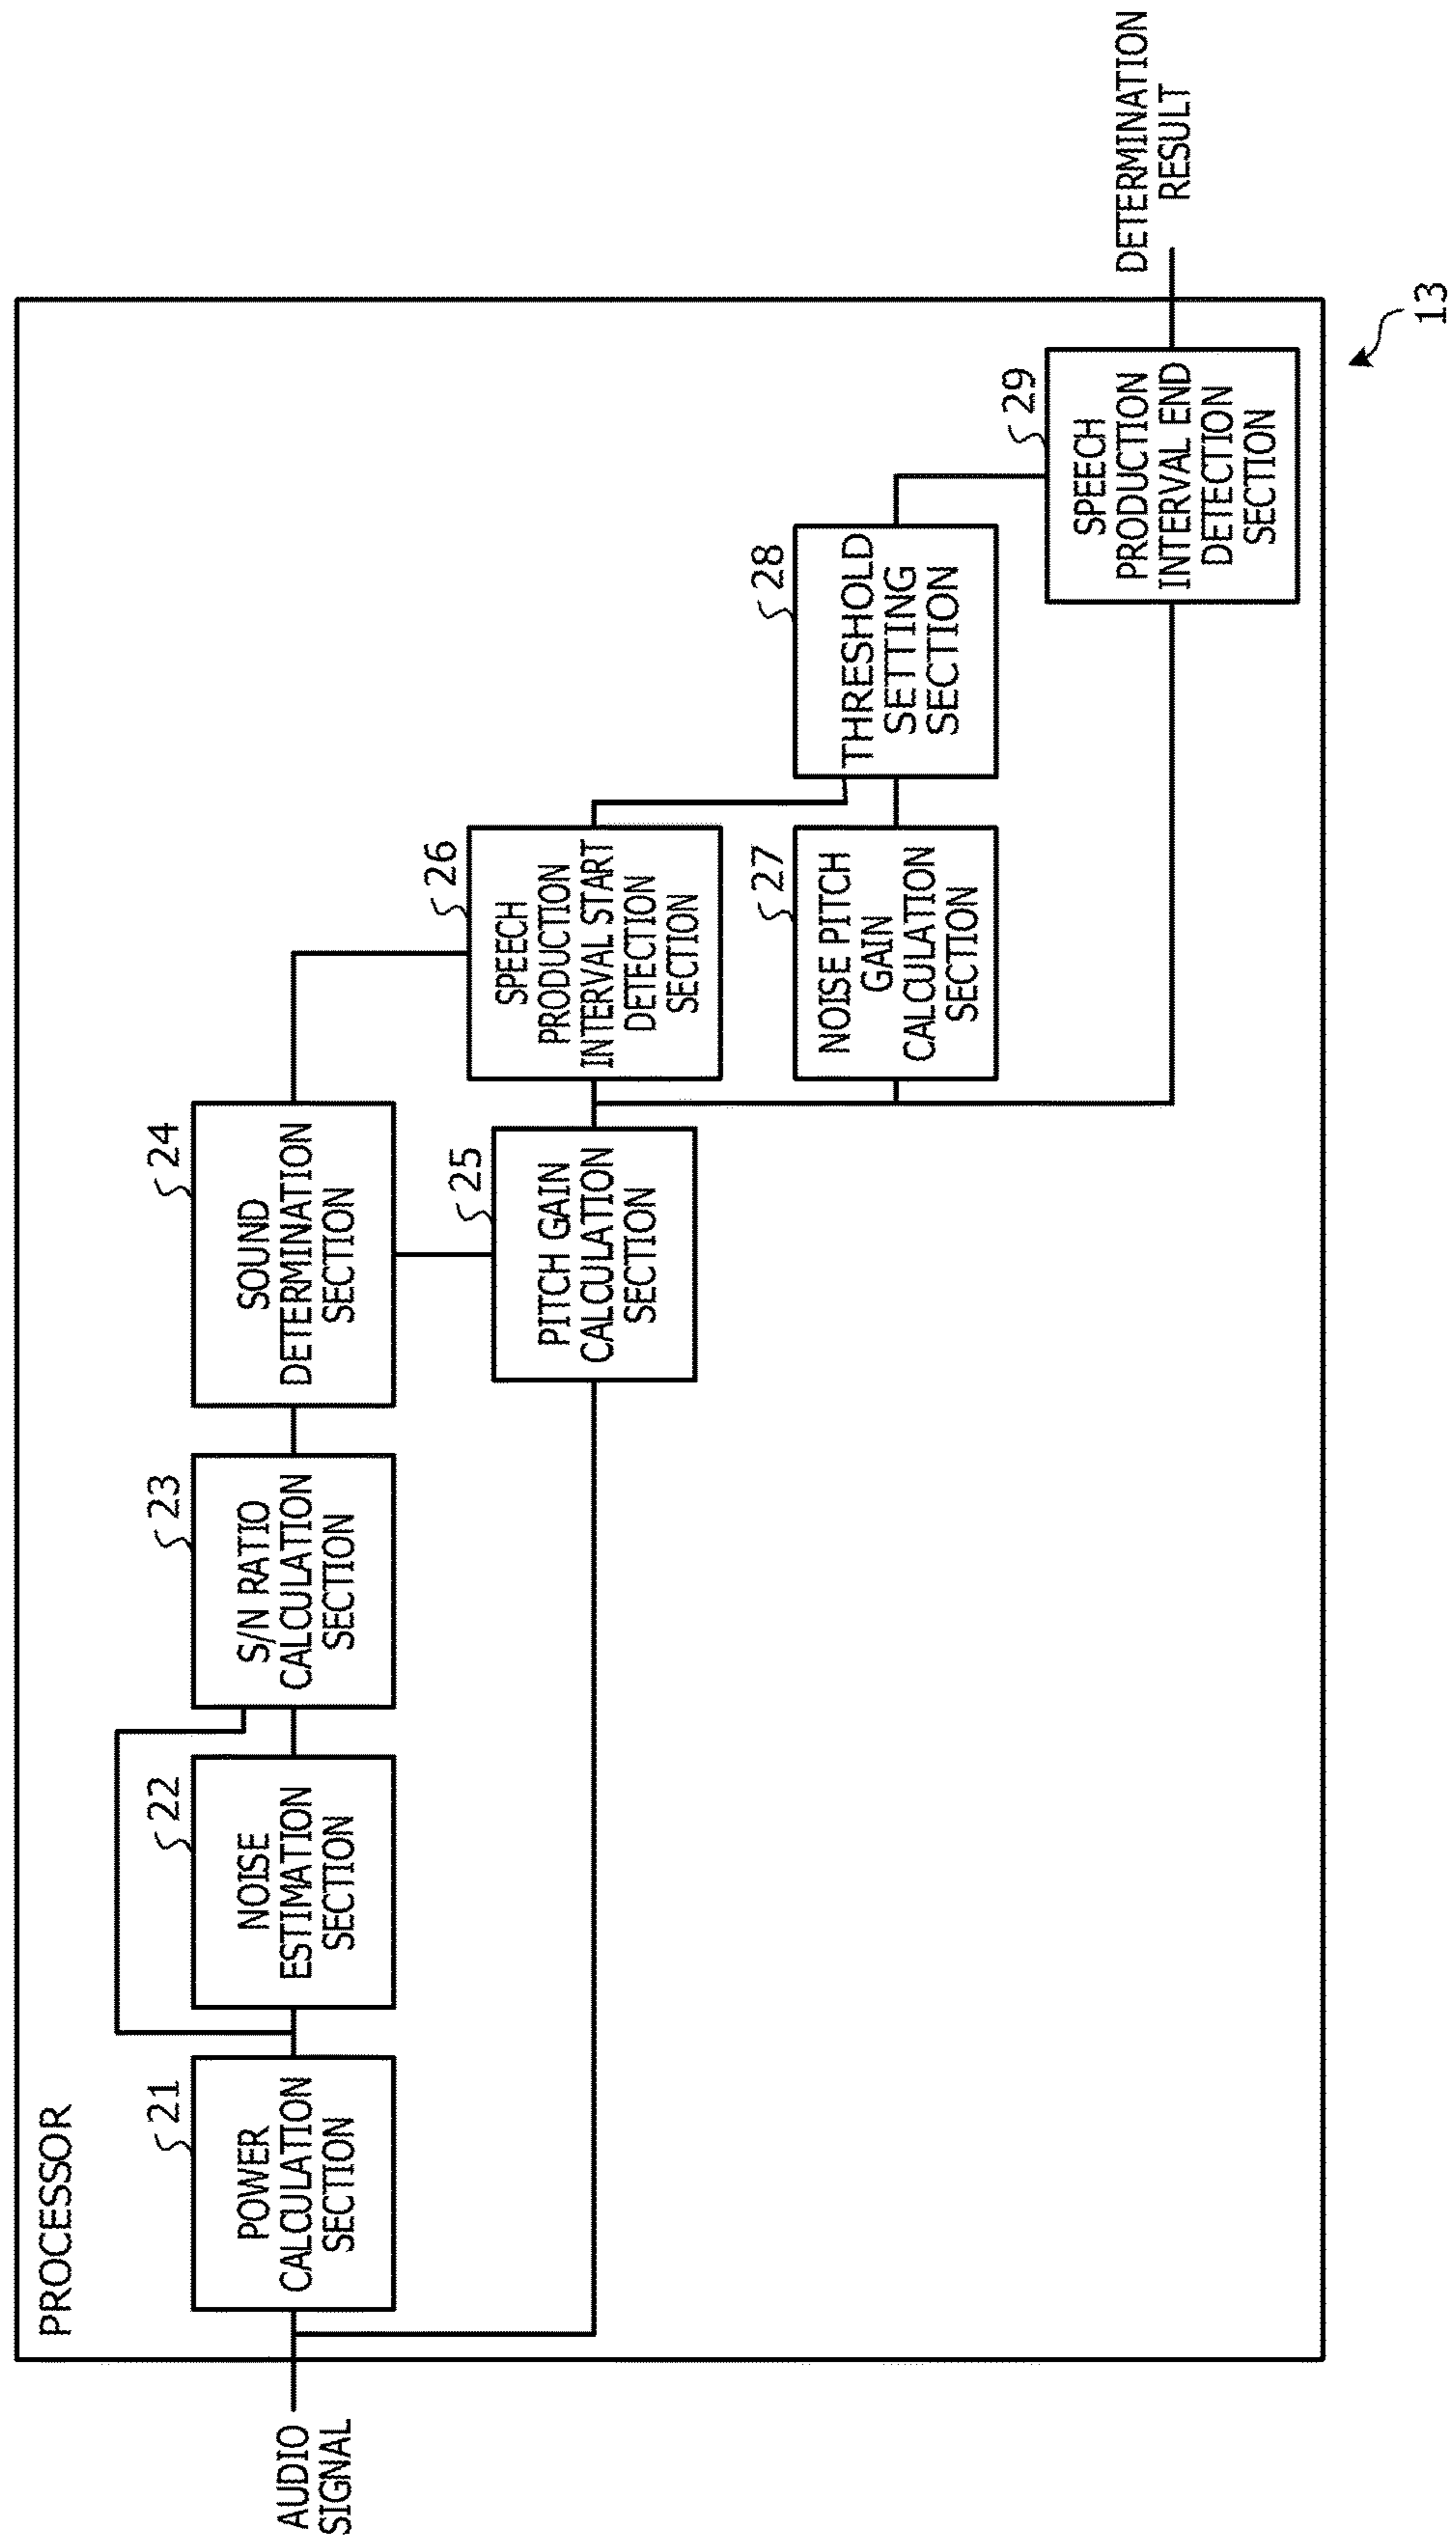 PROCESSOR
AUDIO
SIGNAL
21
POWER
CALCULATION
SECTION
22
NOISE
ESTIMATION
SECTION
23
S/N RATIO
CALCULATION
SECTION
24
SOUND
DETERMINATION
SECTION
25
PITCH GAIN
CALCULATION
SECTION
26
SPEECH
PRODUCTION
INTERVAL START
DETECTION
SECTION
27
NOISE PITCH
GAIN
CALCULATION
SECTION
28
THRESHOLD
SETTING
SECTION
29
SPEECH
PRODUCTION
INTERVAL END
DETECTION
SECTION
DETERMINATION
RESULT
13